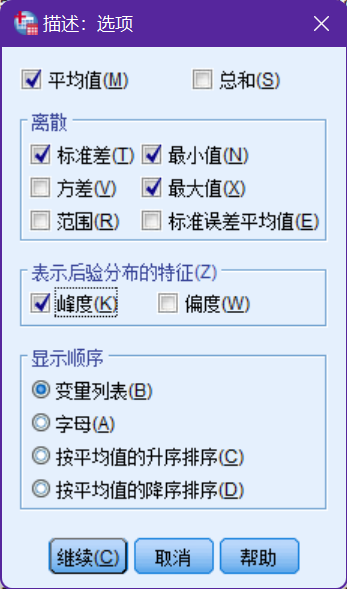 描述：选项
平均值(M) 总和(S)
离散
标准差(T) 最小值(N)
方差(V) 最大值(X)
范围(R) 标准误差平均值(E)
表示后验分布的特征(Z)
峰度(K) 偏度(W)
显示顺序
变量列表(B)
字母(A)
按平均值的升序排序(C)
按平均值的降序排序(D)
继续(C) 取消 帮助